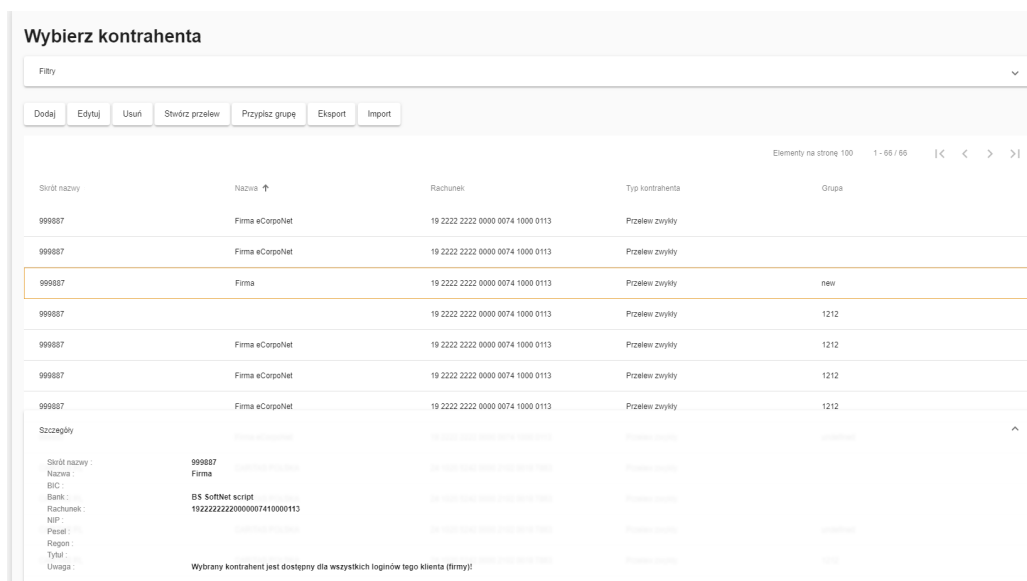 Wybierz kontrahenta
Filtry
Dodaj Edytuj Usuń Stwórz przelew Przypisz grupę Eksport Import
Elementy na stronę 100 1 - 66 / 66
Skrót nazwy Nazwa Rachunek Typ kontrahenta Grupa
999887 Firma eCorpoNet 19 2222 2222 0000 0074 1000 0113 Przelew zwykły
999887 Firma eCorpoNet 19 2222 2222 0000 0074 1000 0113 Przelew zwykły
999887 Firma 19 2222 2222 0000 0074 1000 0113 Przelew zwykły new
999887 19 2222 2222 0000 0074 1000 0113 Przelew zwykły 1212
999887 Firma eCorpoNet 19 2222 2222 0000 0074 1000 0113 Przelew zwykły 1212
999887 Firma eCorpoNet 19 2222 2222 0000 0074 1000 0113 Przelew zwykły 1212
999887 Firma eCorpoNet 19 2222 2222 0000 0074 1000 0113 Przelew zwykły 1212
Szczegóły
Skrót nazwy : 999887
Nazwa : Firma
BIC :
Bank : BS SoftNet script
Rachunek : 19222222220000007410000113
NIP :
Pesel :
Regon :
Tytuł :
Uwaga : Wybrany kontrahent jest dostępny dla wszystkich loginów tego klienta (firmy)!